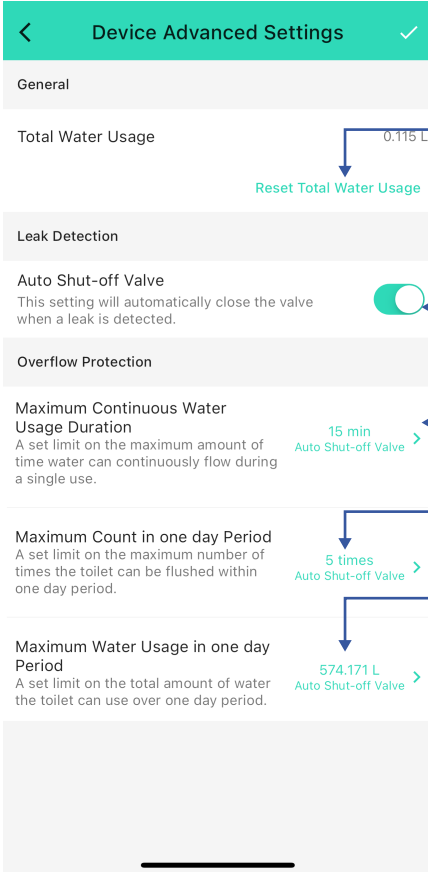 Device Advanced Settings
General
Total Water Usage
0.115 L
Reset Total Water Usage
Leak Detection
Auto Shut-off Valve
This setting will automatically close the valve
when a leak is detected.
Overflow Protection
Maximum Continuous Water
Usage Duration
A set limit on the maximum amount of
time water can continuously flow during
a single use.
15 min
Auto Shut-off Valve
Maximum Count in one day Period
A set limit on the maximum number of
times the toilet can be flushed within
one day period.
5 times
Auto Shut-off Valve
Maximum Water Usage in one day
Period
A set limit on the total amount of water
the toilet can use over one day period.
574.171 L
Auto Shut-off Valve